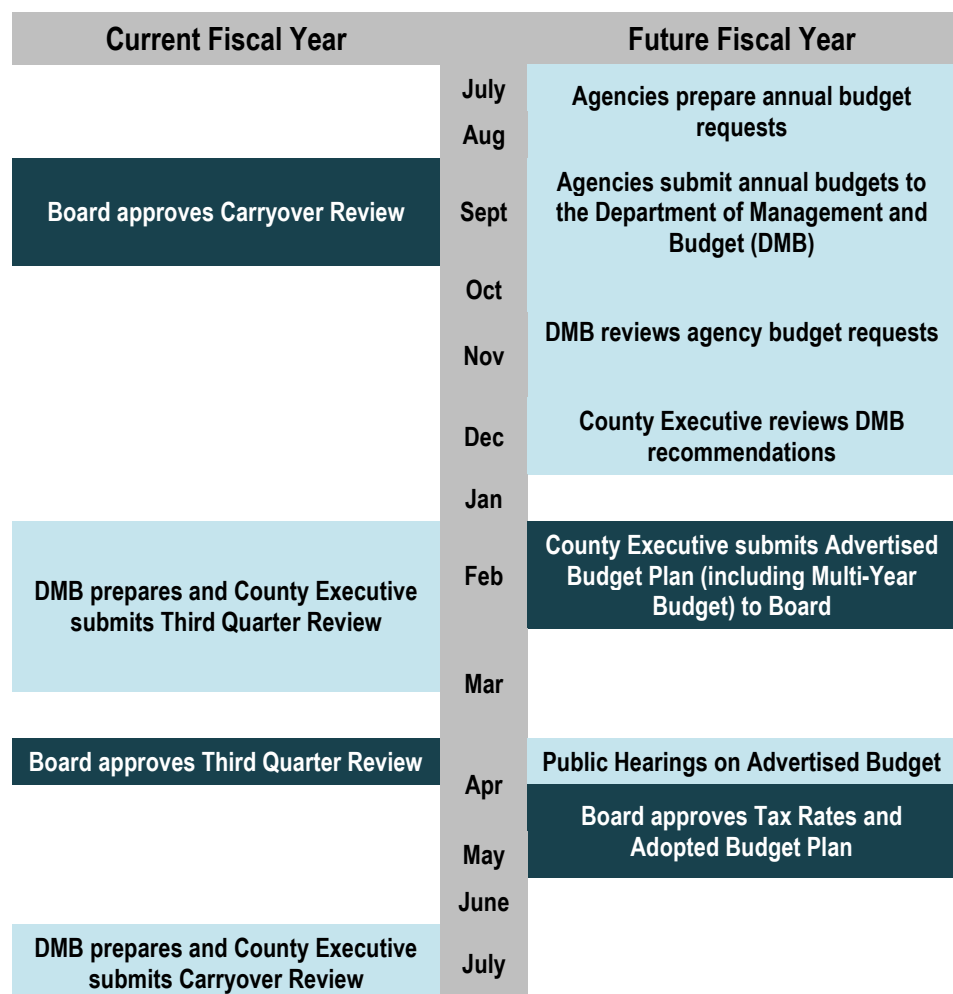 Current Fiscal Year
Future Fiscal Year
July
Agencies prepare annual budget
requests
Aug
Board approves Carryover Review
Sept
Agencies submit annual budgets to
the Department of Management and
Budget (DMB)
Oct
DMB reviews agency budget requests
Nov
Dec
County Executive reviews DMB
recommendations
Jan
DMB prepares and County Executive
submits Third Quarter Review
Feb
County Executive submits Advertised
Budget Plan (including Multi-Year
Budget) to Board
Mar
Board approves Third Quarter Review
Apr
Public Hearings on Advertised Budget
Board approves Tax Rates and
Adopted Budget Plan
May
June
DMB prepares and County Executive
submits Carryover Review
July